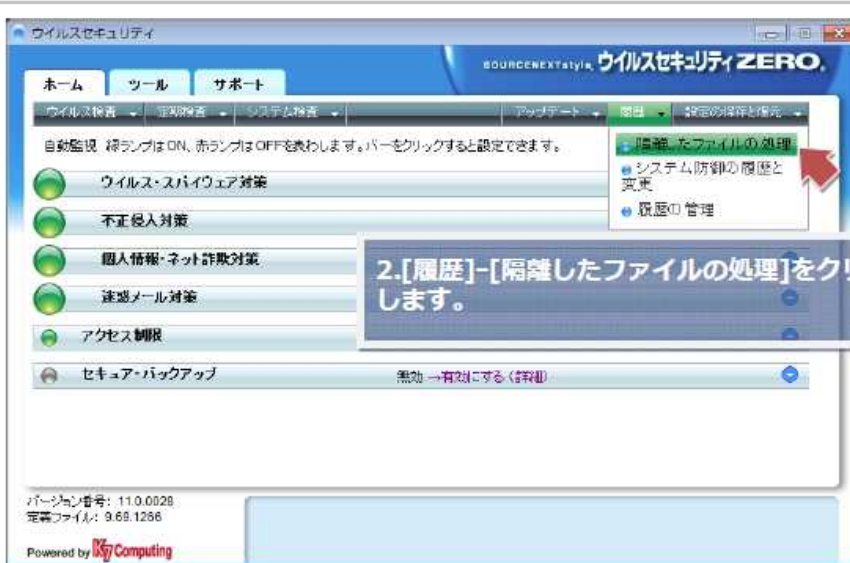 ウイルスセキュリティ
SOURCENEXTstyle ウイルスセキュリティZERO.
ホーム ツール サポート
ウイルス検査 定期検査 システム検査 アップデート 履歴 設定の保存と復元
自動監視 緑ランプはON、赤ランプはOFFを表わします。バーをクリックすると設定できます。
隔離したファイルの処理
システム防御の履歴と
変更
履歴の管理
ウイルス・スパイウェア対策
不正侵入対策
個人情報・ネット詐欺対策
迷惑メール対策
2.[履歴]-[隔離したファイルの処理]をクリ
します。
アクセス制限
セキュア・バックアップ 無効 →有効にする (詳細)
バージョン番号: 11.0.0028
定義ファイル: 9.69.1266
Powered by K7 Computing